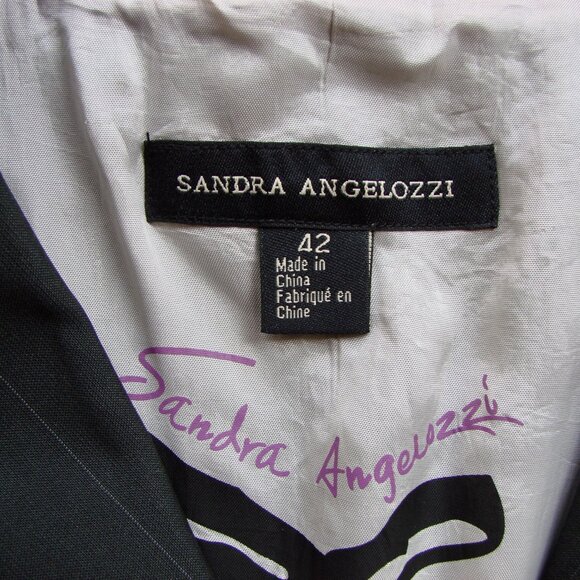 SANDRA ANGELOZZI
42
Made in
China
Fabriqué en
Chine
Sandra Angelozzi